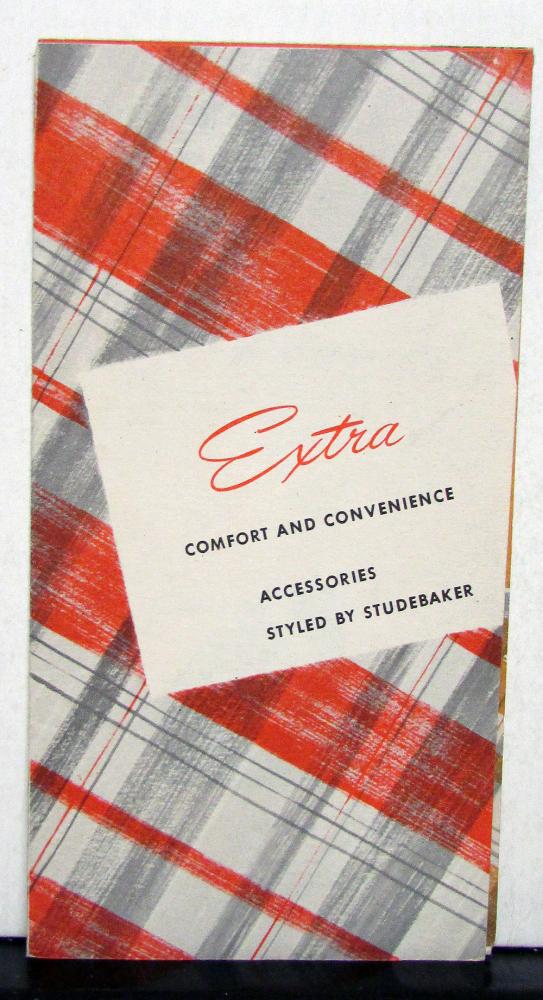 Extra
COMFORT AND CONVENIENCE
ACCESSORIES
STYLED BY STUDEBAKER